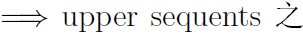 ⟹ upper sequents 之